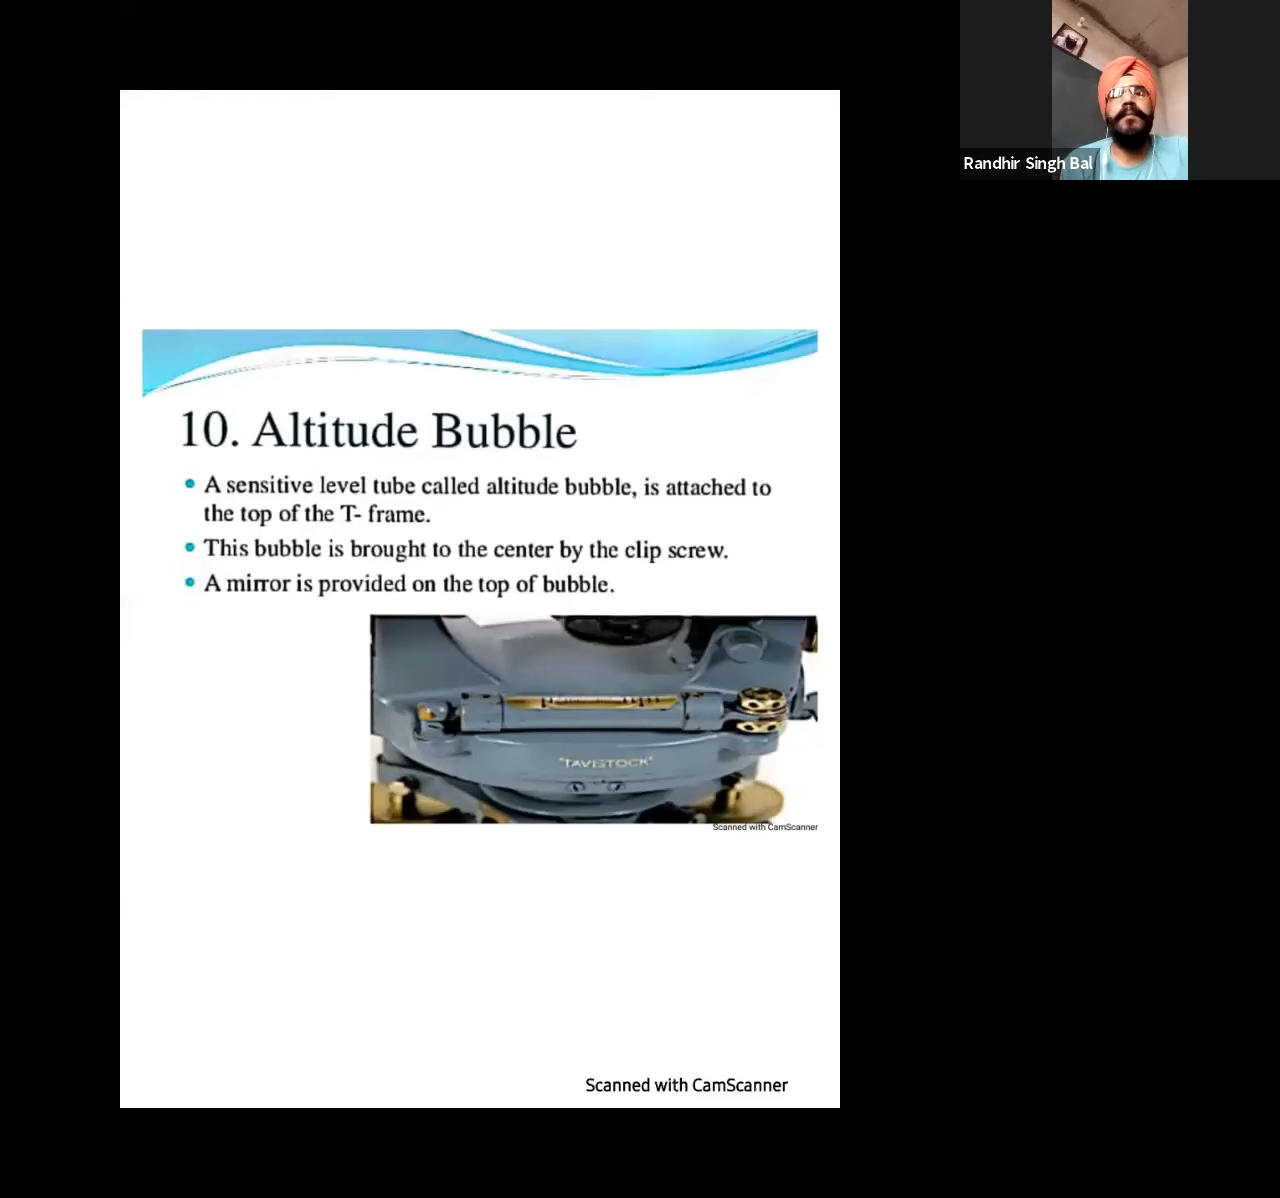 Randhir Singh Bal
10. Altitude Bubble
A sensitive level tube called altitude bubble, is attached to
the top of the T- frame.
This bubble is brought to the center by the clip screw.
A mirror is provided on the top of bubble.
"TAVISTOCK"
Scanned with CamScanner
Scanned with CamScanner